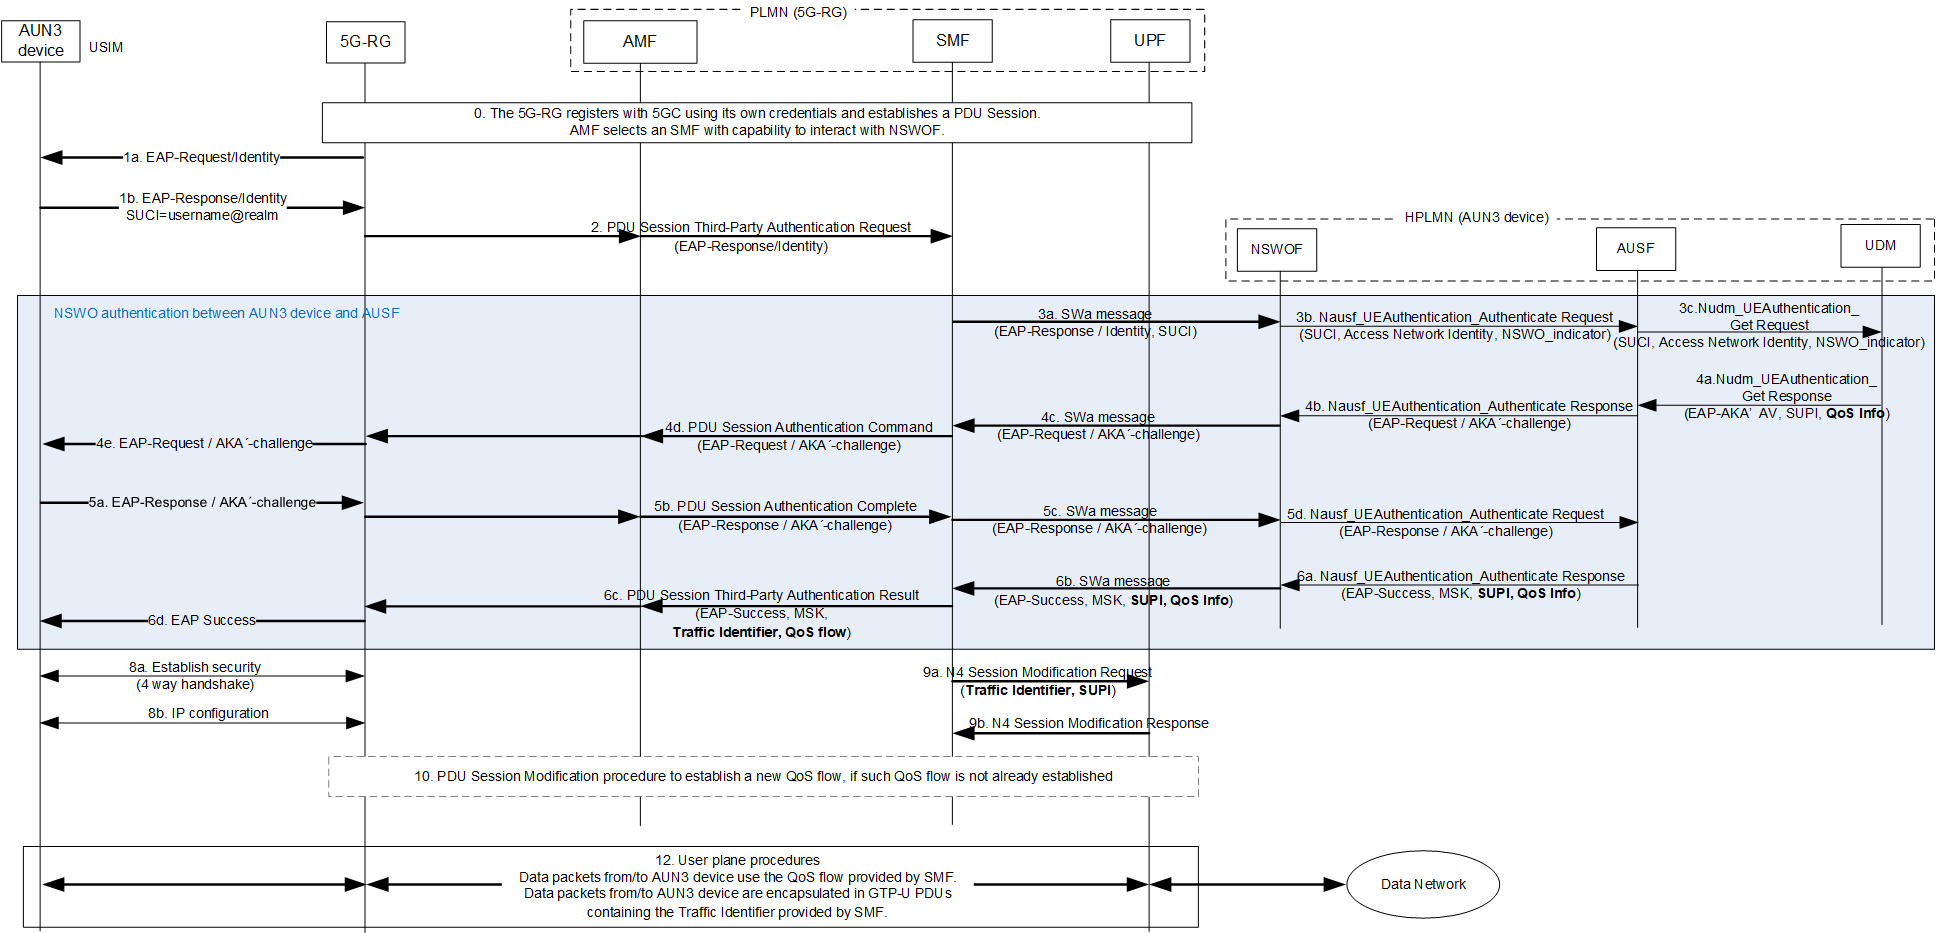 PLMN (5G-RG)
AUN3
device
USIM
5G-RG
AMF
SMF
UPF
0. The 5G-RG registers with 5GC using its own credentials and establishes a PDU Session.
AMF selects an SMF with capability to interact with NSWOF.
1a. EAP-Request/Identity
1b. EAP-Response/Identity
SUCI=username@realm
2. PDU Session Third-Party Authentication Request
(EAP-Response/Identity)
HPLMN (AUN3 device)
NSWOF
AUSF
UDM
NSWO authentication between AUN3 device and AUSF
3a. SWa message
(EAP-Response / Identity, SUCI)
3b. Nausf_UEAuthentication_Authenticate Request
(SUCI, Access Network Identity, NSWO_indicator)
3c.Nudm_UEAuthentication_
Get Request
(SUCI, Access Network Identity, NSWO_indicator)
4a.Nudm_UEAuthentication_
Get Response
(EAP-AKA' AV, SUPI, QoS Info)
4b. Nausf_UEAuthentication_Authenticate Response
(EAP-Request / AKA´-challenge)
4c. SWa message
(EAP-Request / AKA´-challenge)
4d. PDU Session Authentication Command
(EAP-Request / AKA´-challenge)
4e. EAP-Request / AKA´-challenge
5a. EAP-Response / AKA´-challenge
5b. PDU Session Authentication Complete
(EAP-Response / AKA´-challenge)
5c. SWa message
(EAP-Response / AKA´-challenge)
5d. Nausf_UEAuthentication_Authenticate Request
(EAP-Response / AKA´-challenge)
6a. Nausf_UEAuthentication_Authenticate Response
(EAP-Success, MSK, SUPI, QoS Info)
6b. SWa message
(EAP-Success, MSK, SUPI, QoS Info)
6c. PDU Session Third-Party Authentication Result
(EAP-Success, MSK,
Traffic Identifier, QoS flow)
6d. EAP Success
8a. Establish security
(4 way handshake)
9a. N4 Session Modification Request
(Traffic Identifier, SUPI)
8b. IP configuration
9b. N4 Session Modification Response
10. PDU Session Modification procedure to establish a new QoS flow, if such QoS flow is not already established
12. User plane procedures
Data packets from/to AUN3 device use the QoS flow provided by SMF.
Data packets from/to AUN3 device are encapsulated in GTP-U PDUs
containing the Traffic Identifier provided by SMF.
Data Network